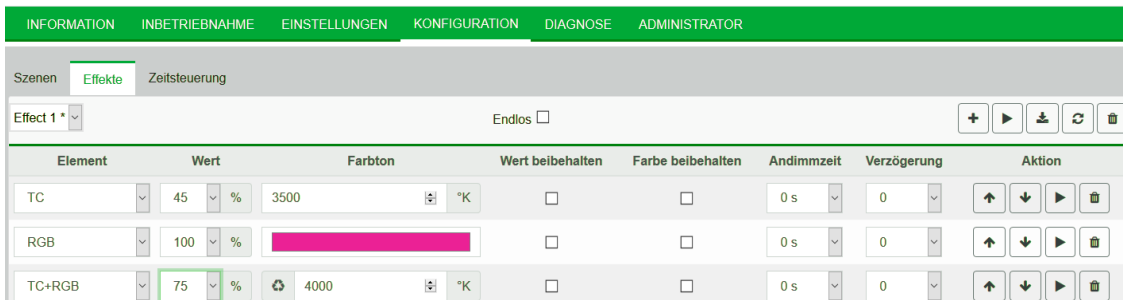 INFORMATION INBETRIEBNAHME EINSTELLUNGEN KONFIGURATION DIAGNOSE ADMINISTRATOR
Szenen Effekte Zeitsteuerung
Effect 1 * Endlos
Element Wert Farbton Wert beibehalten Farbe beibehalten Andimmzeit Verzögerung Aktion
TC 45 % 3500 °K 0 s 0
RGB 100 % 0 s 0
TC+RGB 75 % 4000 °K 0 s 0